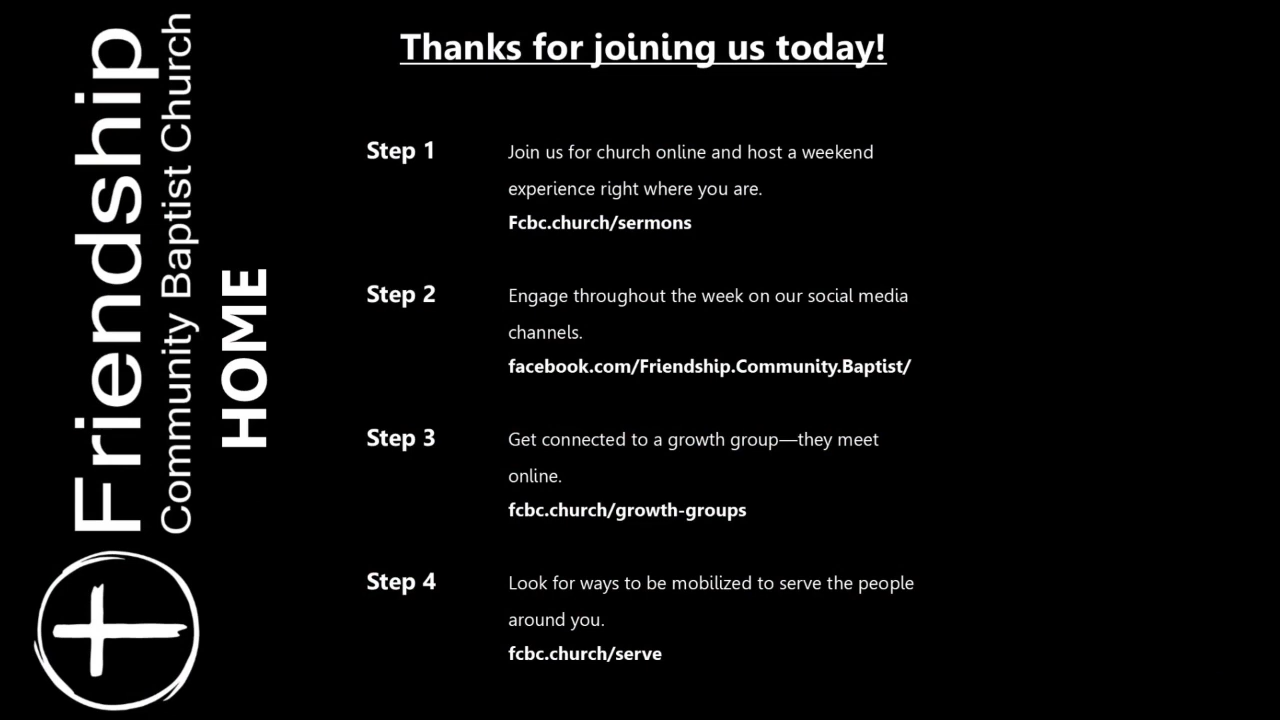 Friendship
Community Baptist Church
HOME
Thanks for joining us today!
Step 1
Join us for church online and host a weekend
experience right where you are.
Fcbc.church/sermons
Step 2
Engage throughout the week on our social media
channels.
facebook.com/Friendship.Community.Baptist/
Step 3
Get connected to a growth group—they meet
online.
fcbc.church/growth-groups
Step 4
Look for ways to be mobilized to serve the people
around you.
fcbc.church/serve